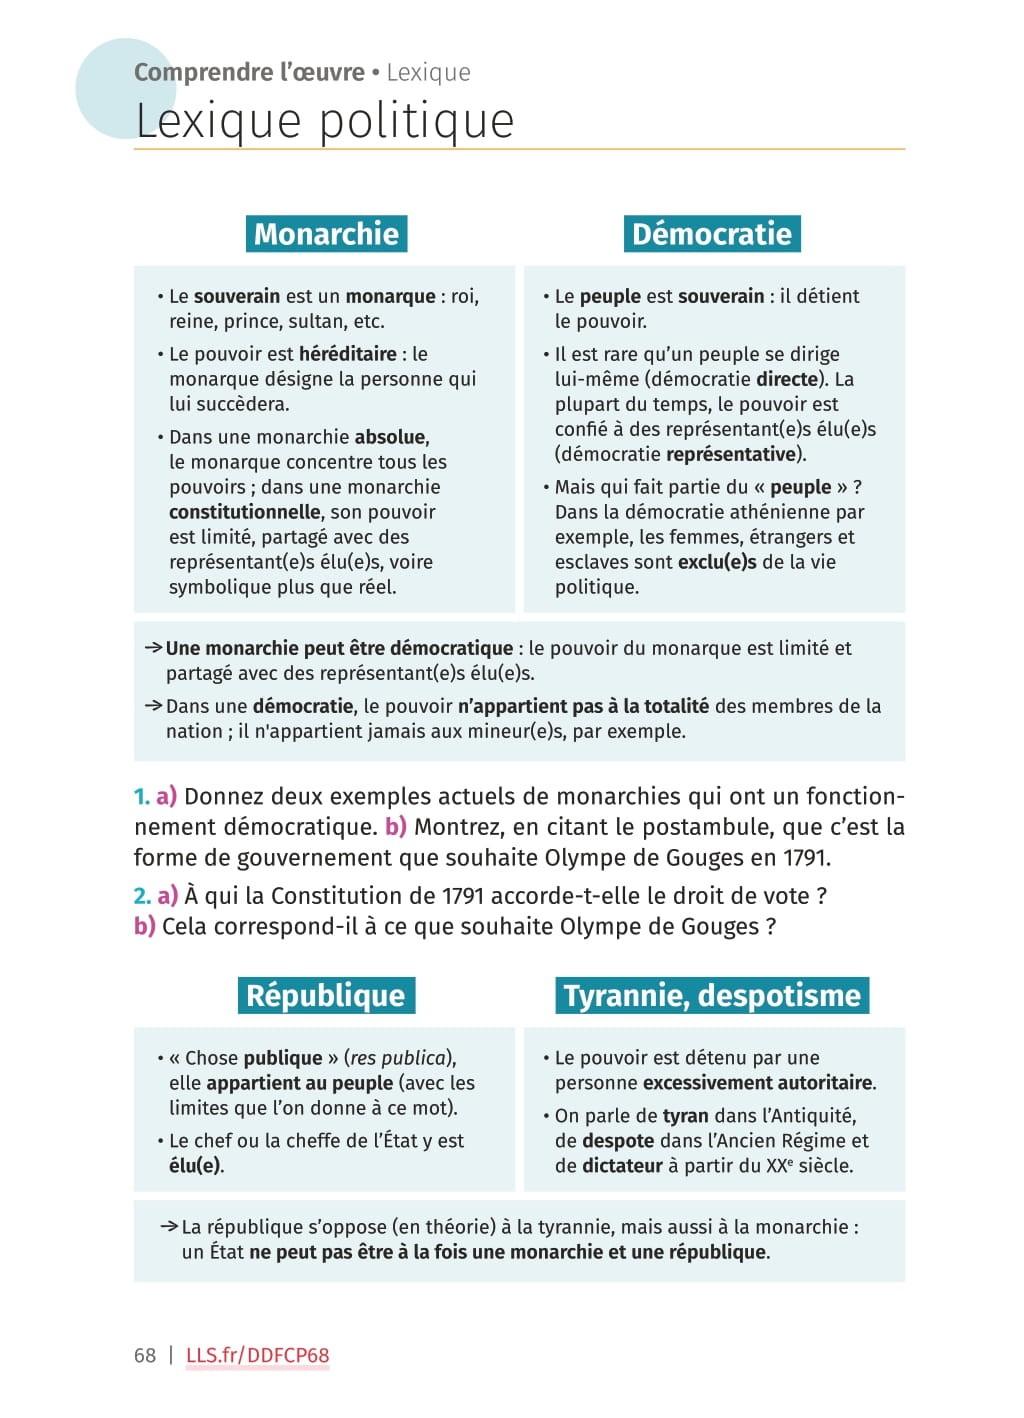 Comprendre l’œuvre • Lexique
Lexique politique
Monarchie
• Le souverain est un monarque : roi,
reine, prince, sultan, etc.
• Le pouvoir est héréditaire : le
monarque désigne la personne qui
lui succèdera.
• Dans une monarchie absolue,
le monarque concentre tous les
pouvoirs ; dans une monarchie
constitutionnelle, son pouvoir
est limité, partagé avec des
représentant(e)s élu(e)s, voire
symbolique plus que réel.
Démocratie
• Le peuple est souverain : il détient
le pouvoir.
• Il est rare qu’un peuple se dirige
lui-même (démocratie directe). La
plupart du temps, le pouvoir est
confié à des représentant(e)s élu(e)s
(démocratie représentative).
• Mais qui fait partie du « peuple » ?
Dans la démocratie athénienne par
exemple, les femmes, étrangers et
esclaves sont exclu(e)s de la vie
politique.
→ Une monarchie peut être démocratique : le pouvoir du monarque est limité et
partagé avec des représentant(e)s élu(e)s.
→ Dans une démocratie, le pouvoir n’appartient pas à la totalité des membres de la
nation ; il n'appartient jamais aux mineur(e)s, par exemple.
1. a) Donnez deux exemples actuels de monarchies qui ont un fonction-
nement démocratique. b) Montrez, en citant le postambule, que c’est la
forme de gouvernement que souhaite Olympe de Gouges en 1791.
2. a) À qui la Constitution de 1791 accorde-t-elle le droit de vote ?
b) Cela correspond-il à ce que souhaite Olympe de Gouges ?
République
• « Chose publique » (res publica),
elle appartient au peuple (avec les
limites que l’on donne à ce mot).
• Le chef ou la cheffe de l’État y est
élu(e).
Tyrannie, despotisme
• Le pouvoir est détenu par une
personne excessivement autoritaire.
• On parle de tyran dans l’Antiquité,
de despote dans l’Ancien Régime et
de dictateur à partir du XXe siècle.
→ La république s’oppose (en théorie) à la tyrannie, mais aussi à la monarchie :
un État ne peut pas être à la fois une monarchie et une république.
68 | LLS.fr/DDFCP68